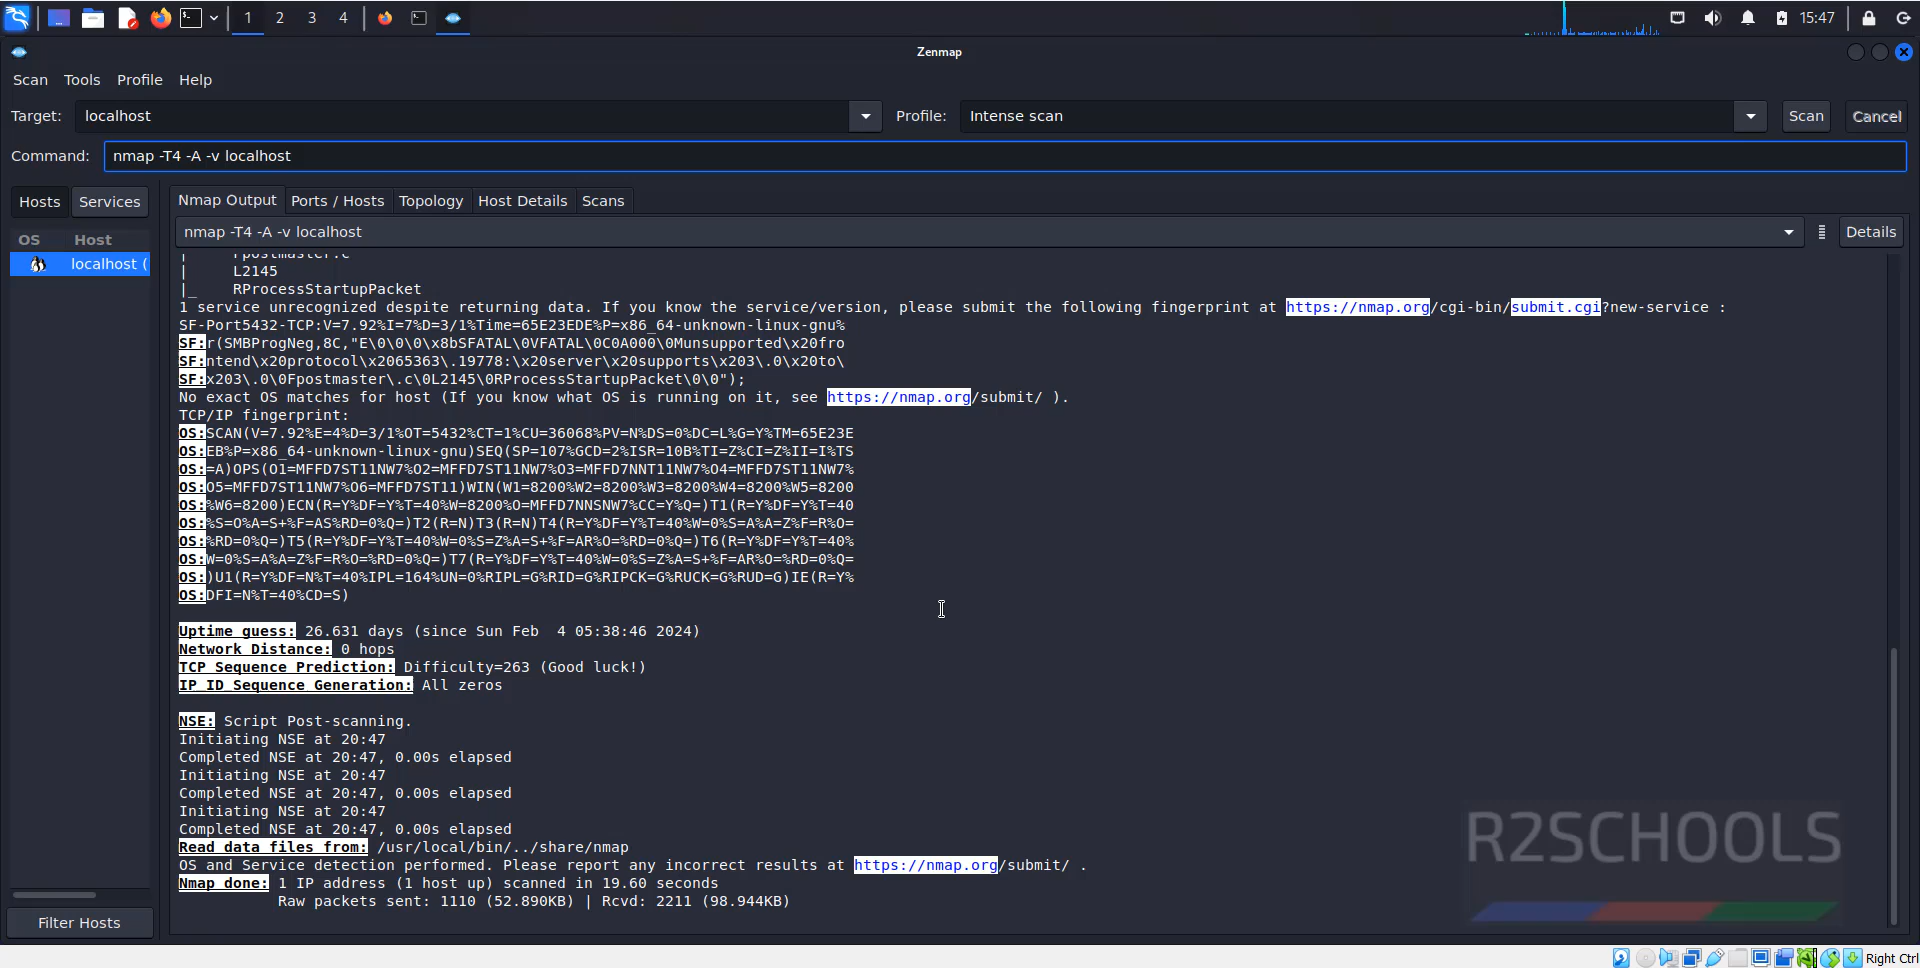 1 2 3 4 15:47
Zenmap
Scan Tools Profile Help
Target: localhost Profile: Intense scan Scan Cancel
Command: nmap -T4 -A -v localhost
Hosts Services Nmap Output Ports / Hosts Topology Host Details Scans
nmap -T4 -A -v localhost Details
OS Host
localhost (
| Fpostmaster.c
| L2145
|_ RProcessStartupPacket
1 service unrecognized despite returning data. If you know the service/version, please submit the following fingerprint at https://nmap.org/cgi-bin/submit.cgi?new-service :
SF-Port5432-TCP:V=7.92%I=7%D=3/1%Time=65E23EDE%P=x86_64-unknown-linux-gnu%
SF:r(SMBProgNeg,8C,"E\0\0\0\x8bSFATAL\0VFATAL\0C0A000\0Munsupported\x20fro
SF:ntend\x20protocol\x2065363\.19778:\x20server\x20supports\x203\.0\x20to\
SF:x203\.0\0Fpostmaster\.c\0L2145\0RProcessStartupPacket\0\0");
No exact OS matches for host (If you know what OS is running on it, see https://nmap.org/submit/ ).
TCP/IP fingerprint:
OS:SCAN(V=7.92%E=4%D=3/1%OT=5432%CT=1%CU=36068%PV=N%DS=0%DC=L%G=Y%TM=65E23E
OS:EB%P=x86_64-unknown-linux-gnu)SEQ(SP=107%GCD=2%ISR=10B%TI=Z%CI=Z%II=I%TS
OS:=A)OPS(O1=MFFD7ST11NW7%O2=MFFD7ST11NW7%O3=MFFD7NNT11NW7%O4=MFFD7ST11NW7%
OS:O5=MFFD7ST11NW7%O6=MFFD7ST11)WIN(W1=8200%W2=8200%W3=8200%W4=8200%W5=8200
OS:%W6=8200)ECN(R=Y%DF=Y%T=40%W=8200%O=MFFD7NNSNW7%CC=Y%Q=)T1(R=Y%DF=Y%T=40
OS:%S=O%A=S+%F=AS%RD=0%Q=)T2(R=N)T3(R=N)T4(R=Y%DF=Y%T=40%W=0%S=A%A=Z%F=R%O=
OS:%RD=0%Q=)T5(R=Y%DF=Y%T=40%W=0%S=Z%A=S+%F=AR%O=%RD=0%Q=)T6(R=Y%DF=Y%T=40%
OS:W=0%S=A%A=Z%F=R%O=%RD=0%Q=)T7(R=Y%DF=Y%T=40%W=0%S=Z%A=S+%F=AR%O=%RD=0%Q=
OS:)U1(R=Y%DF=N%T=40%IPL=164%UN=0%RIPL=G%RID=G%RIPCK=G%RUCK=G%RUD=G)IE(R=Y%
OS:DFI=N%T=40%CD=S)
Uptime guess: 26.631 days (since Sun Feb  4 05:38:46 2024)
Network Distance: 0 hops
TCP Sequence Prediction: Difficulty=263 (Good luck!)
IP ID Sequence Generation: All zeros
NSE: Script Post-scanning.
Initiating NSE at 20:47
Completed NSE at 20:47, 0.00s elapsed
Initiating NSE at 20:47
Completed NSE at 20:47, 0.00s elapsed
Initiating NSE at 20:47
Completed NSE at 20:47, 0.00s elapsed
Read data files from: /usr/local/bin/../share/nmap
OS and Service detection performed. Please report any incorrect results at https://nmap.org/submit/ .
Nmap done: 1 IP address (1 host up) scanned in 19.60 seconds
Raw packets sent: 1110 (52.890KB) | Rcvd: 2211 (98.944KB)
R2SCHOOLS
Filter Hosts
Right Ctrl